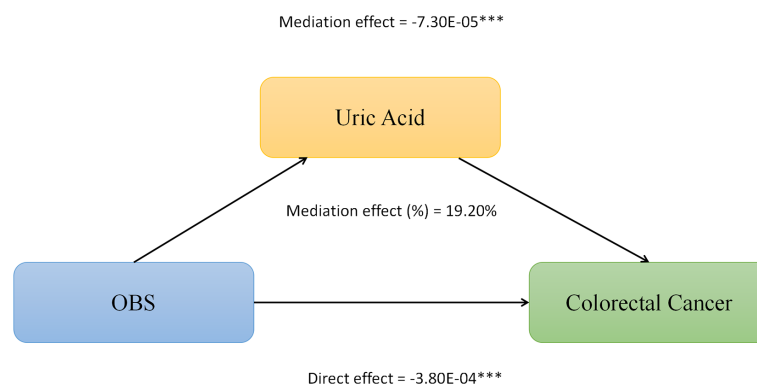 Mediation effect = -7.30E-05***
Uric Acid
Mediation effect (%) = 19.20%
OBS
Colorectal Cancer
Direct effect = -3.80E-04***